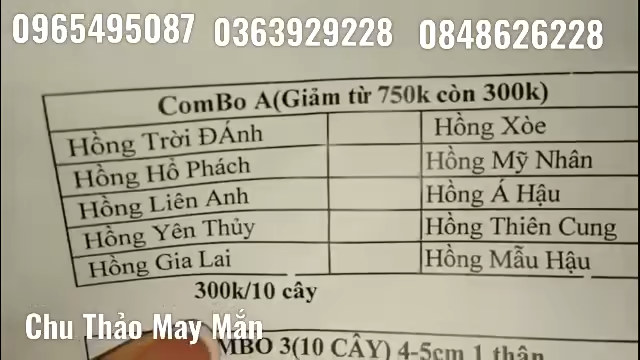 0965495087 0363929228 0848626228
ComBo A(Giảm từ 750k còn 300k)
Hồng Trời ĐÁnh Hồng Xòe
Hồng Hổ Phách Hồng Mỹ Nhân
Hồng Liên Anh Hồng Á Hậu
Hồng Yên Thủy Hồng Thiên Cung
Hồng Gia Lai Hồng Mẫu Hậu
300k/10 cây
Chu Thảo May Mắn
MBO 3(10 CÂY) 4-5cm 1 thân